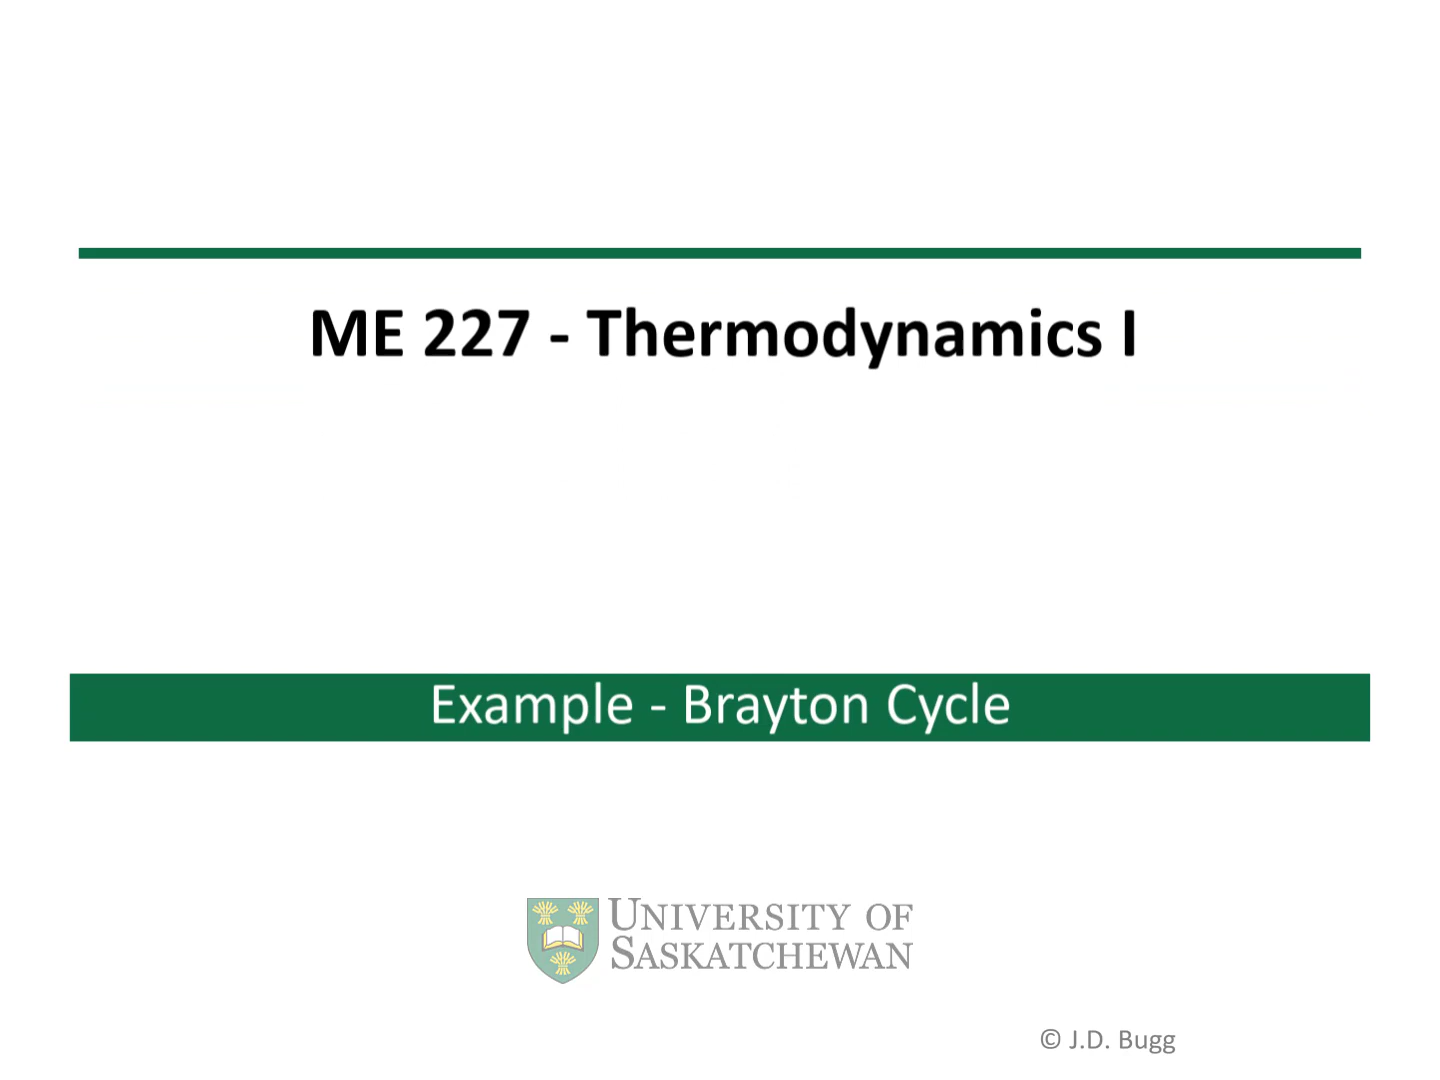 ME 227 - Thermodynamics I
Example - Brayton Cycle
UNIVERSITY OF
SASKATCHEWAN
© J.D. Bugg